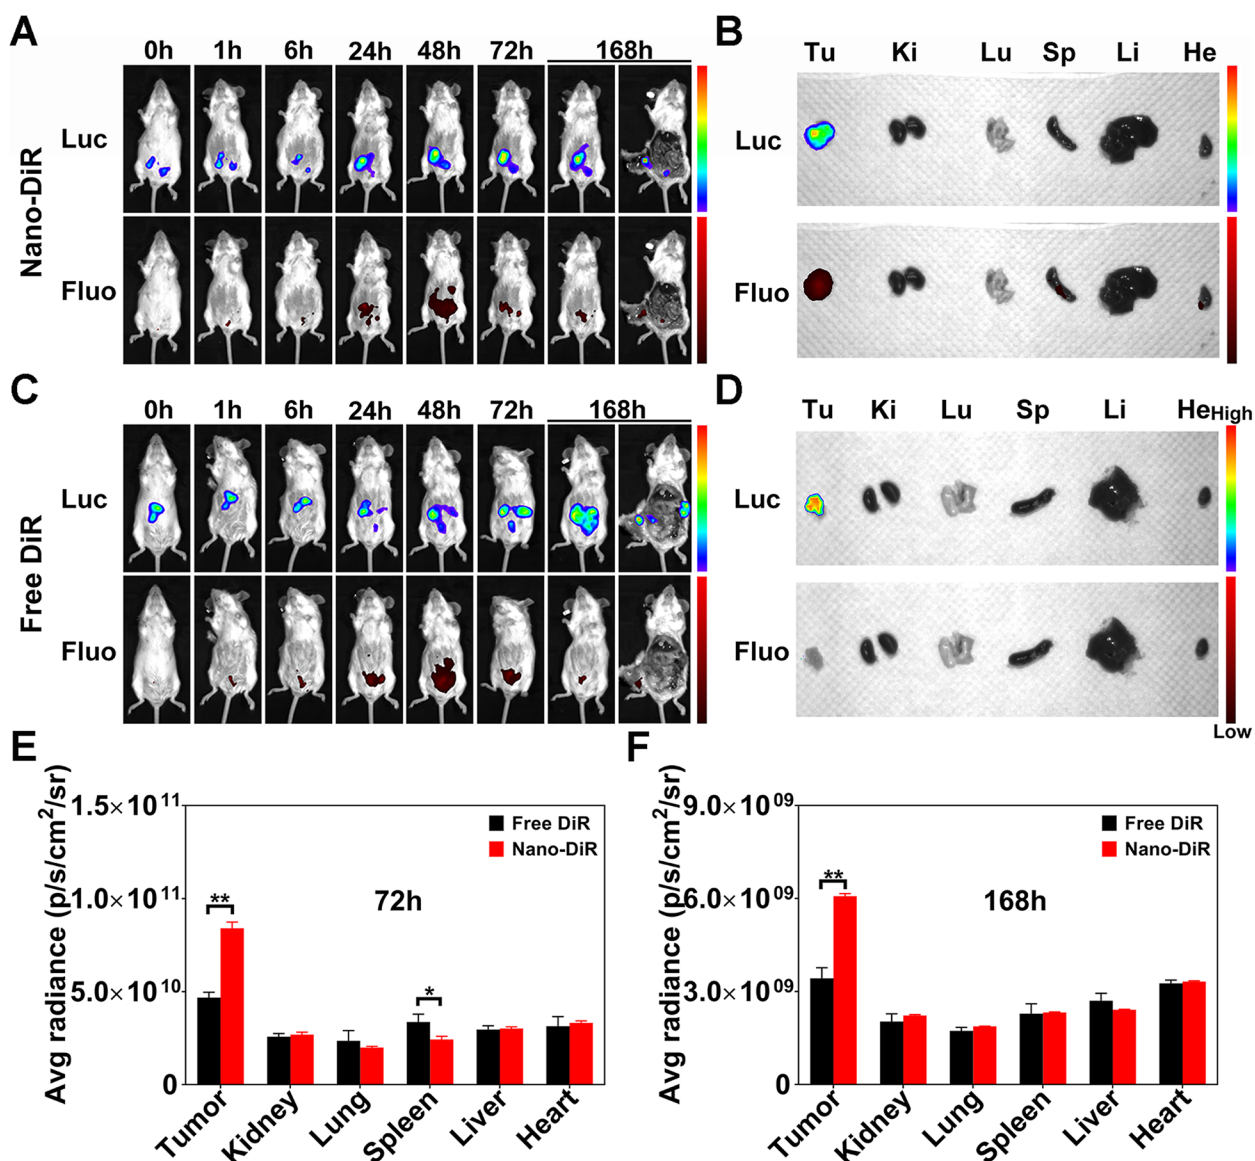 A
0h 1h 6h 24h 48h 72h 168h
Nano-DiR
Luc
Fluo
B
Tu Ki Lu Sp Li He
Luc
Fluo
C
0h 1h 6h 24h 48h 72h 168h
Free DiR
Luc
Fluo
D
Tu Ki Lu Sp Li He
High
Luc
Fluo
Low
E
Avg radiance (p/s/cm²/sr)
1.5×10¹¹
1.0×10¹¹
5.0×10¹⁰
0
Free DiR
Nano-DiR
72h
**
*
Tumor Kidney Lung Spleen Liver Heart
F
Avg radiance (p/s/cm²/sr)
9.0×10⁰⁹
6.0×10⁰⁹
3.0×10⁰⁹
0
Free DiR
Nano-DiR
168h
**
Tumor Kidney Lung Spleen Liver Heart